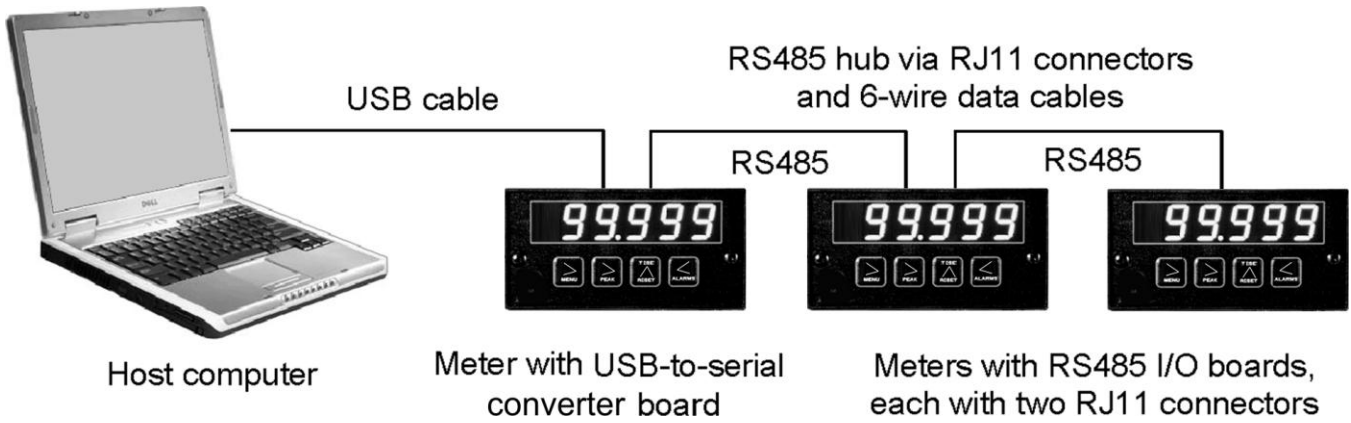 RS485 hub via RJ11 connectors
and 6-wire data cables
USB cable
RS485
RS485
DELL
99.999
99.999
99.999
MENU
PEAK
RESET
ALARMS
MENU
PEAK
RESET
ALARMS
MENU
PEAK
RESET
ALARMS
Host computer
Meter with USB-to-serial
converter board
Meters with RS485 I/O boards,
each with two RJ11 connectors